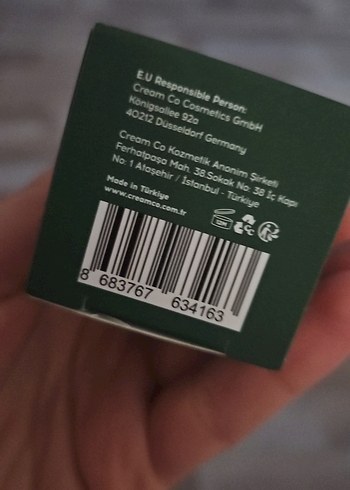 E.U Responsible Person:
Cream Co Cosmetics GmbH
Königsallee 92a
40212 Düsseldorf Germany
Cream Co Kozmetik Anonim Şirketi
Ferhatpaşa Mah. 38.Sokak No: 38 İç Kapı
No: 1 Ataşehir / İstanbul - Türkiye
Made in Türkiye
www.creamco.com.tr
8 683767 634163